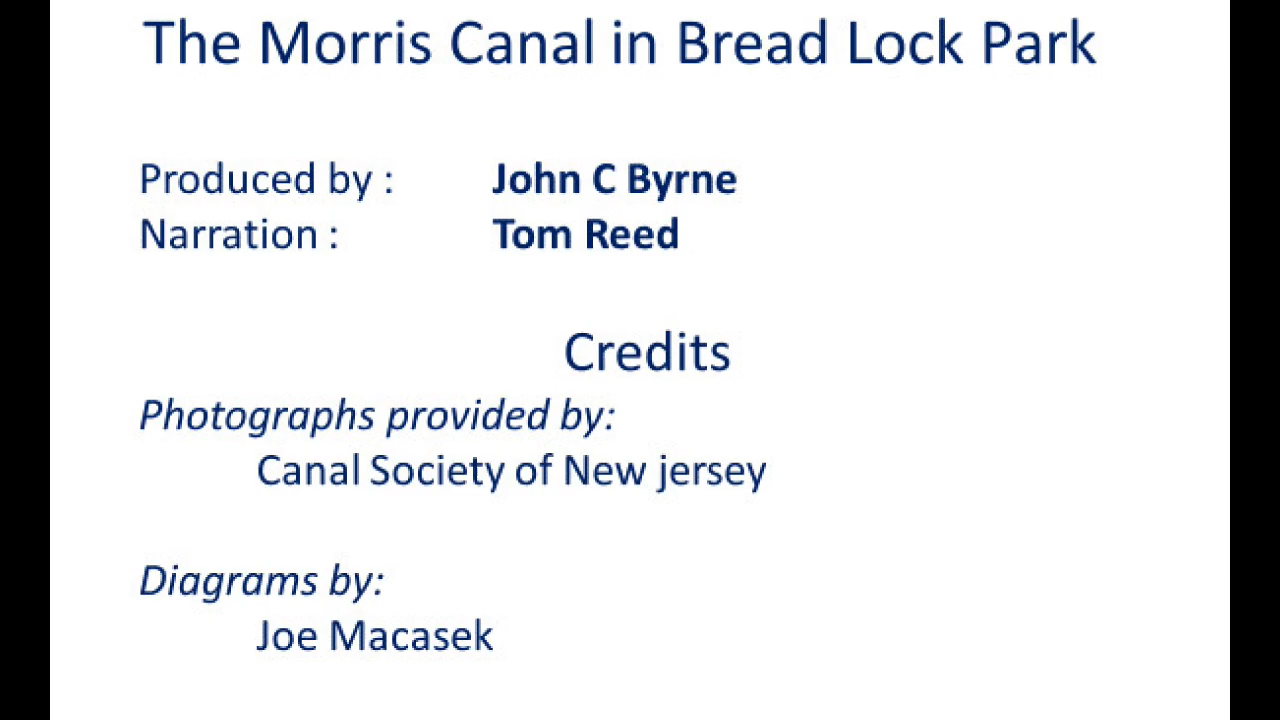 The Morris Canal in Bread Lock Park
Produced by : John C Byrne
Narration : Tom Reed
Credits
Photographs provided by:
Canal Society of New jersey
Diagrams by:
Joe Macasek